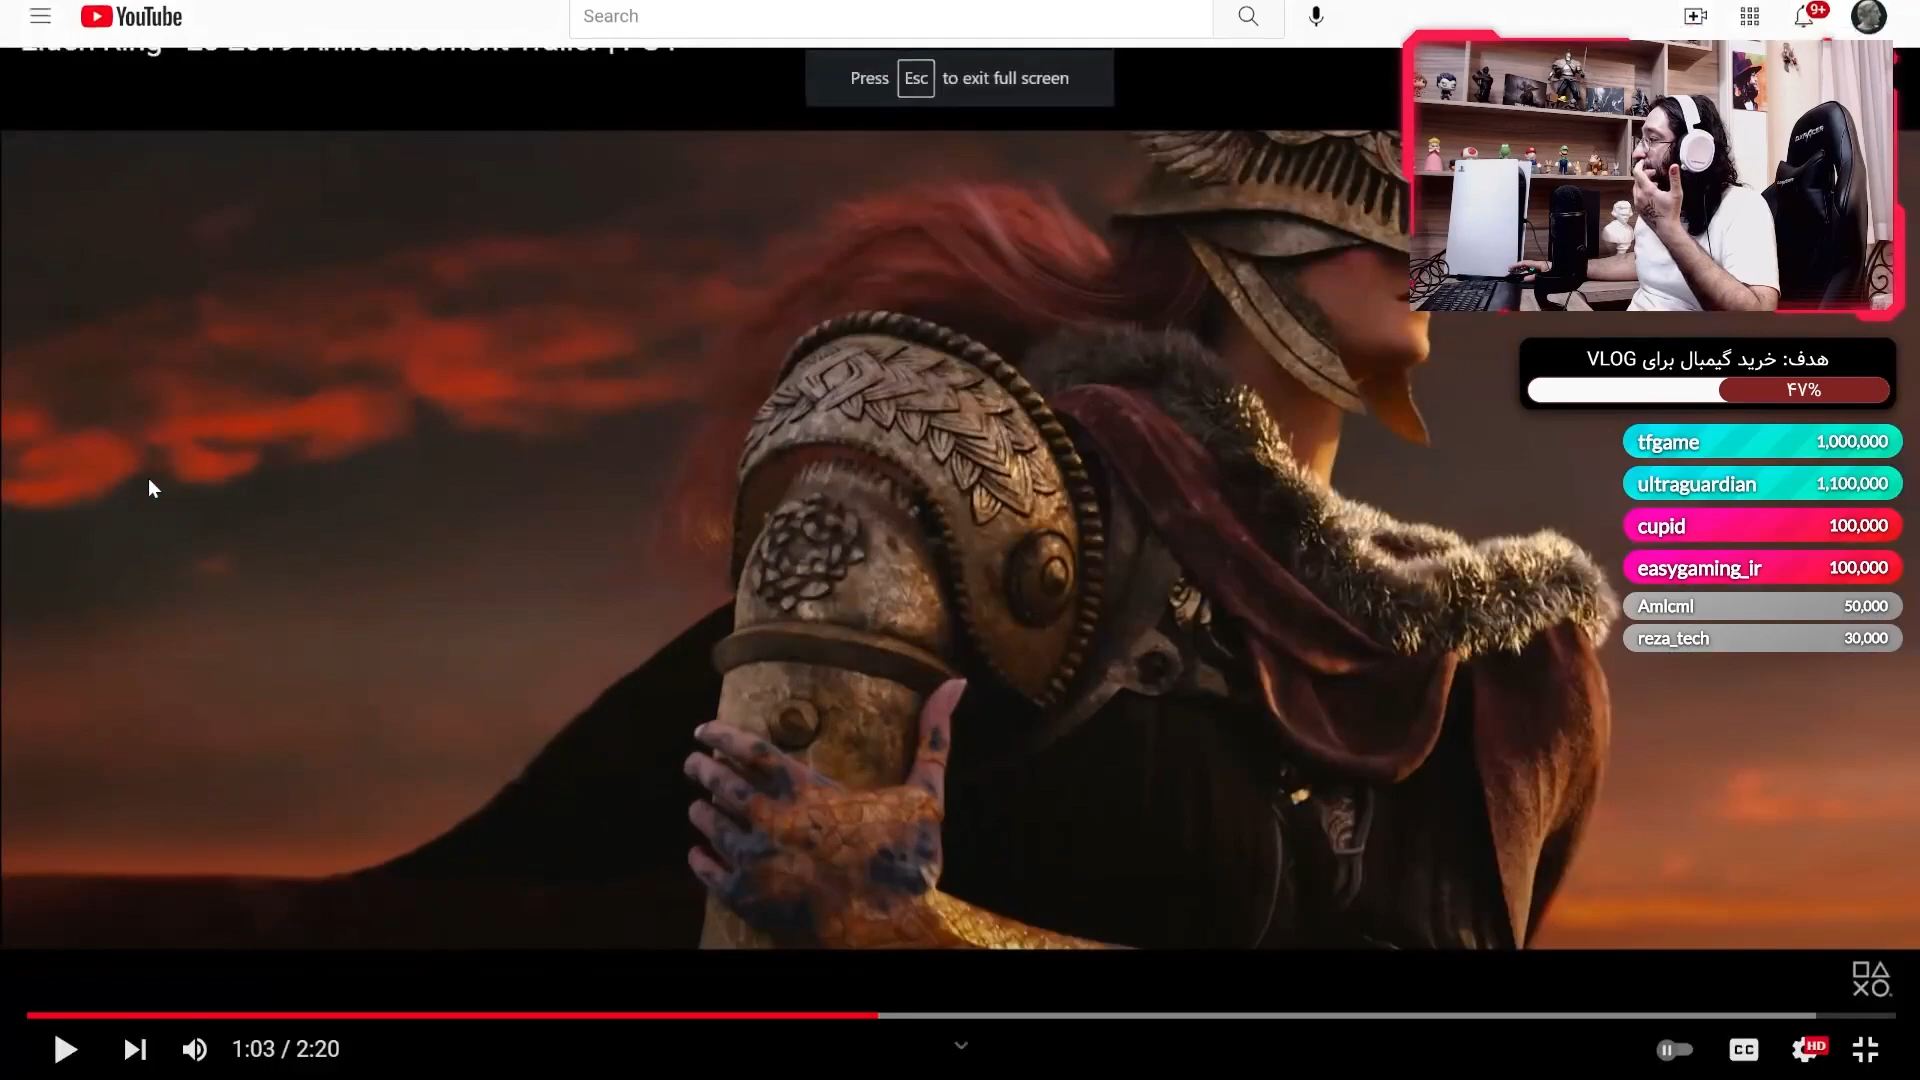 YouTube
Search
9+
Press Esc to exit full screen
هدف: خرید گیمبال برای VLOG
۴۷%
tfgame 1,000,000
ultraguardian 1,100,000
cupid 100,000
easygaming_ir 100,000
Amlcml 50,000
reza_tech 30,000
1:03 / 2:20
CC
HD